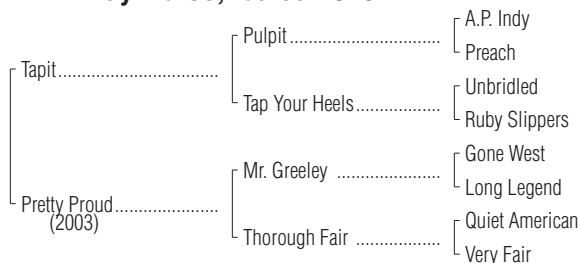 A.P. Indy
Pulpit
Preach
Tapit
Unbridled
Tap Your Heels
Ruby Slippers
Gone West
Mr. Greeley
Long Legend
Pretty Proud
(2003)
Quiet American
Thorough Fair
Very Fair